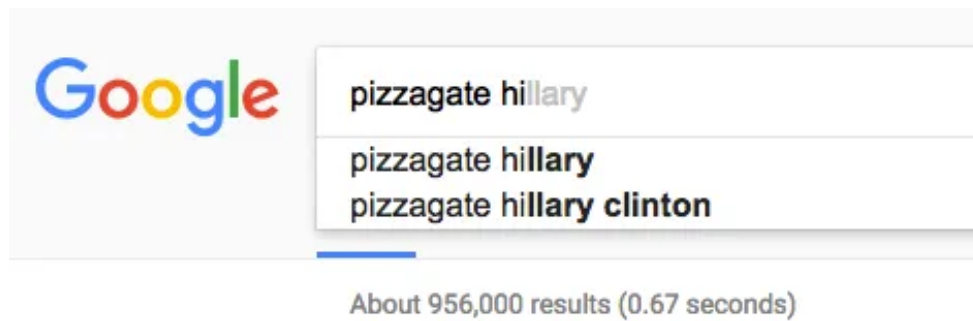 Google
pizzagate hillary
pizzagate hillary
pizzagate hillary clinton
About 956,000 results (0.67 seconds)